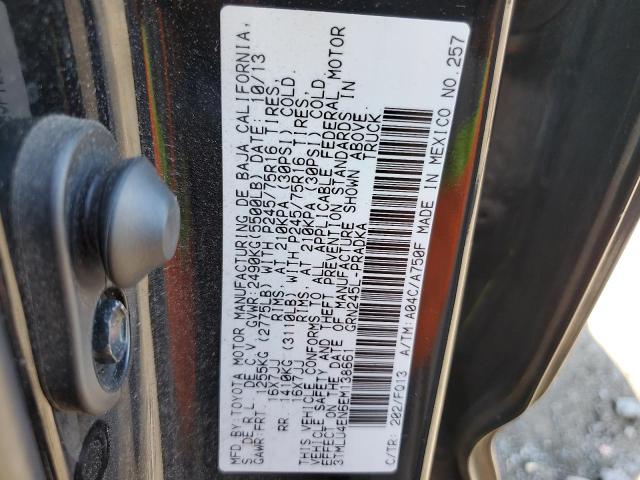 MFD BY TOYOTA MOTOR MANUFACTURING DE BAJA CALIFORNIA,
S DE R.L. DE C.V. GVWR: 2490KG(5500LB) DATE: 10/13
GAWR-FRT. 1255KG (2775LB) WITH P245/75R16 TIRES,
16X7JJ RIMS, AT 210KPA (30PSI) COLD.
RR. 1410KG (3110LB) WITH P245/75R16 TIRES,
16X7JJ RIMS, AT 210KPA (30PSI) COLD.
THIS VEHICLE CONFORMS TO ALL APPLICABLE FEDERAL MOTOR
VEHICLE SAFETY AND THEFT PREVENTION STANDARDS IN
EFFECT ON THE DATE OF MANUFACTURE SHOWN ABOVE.
3TMLU4EN6EM138661 GRN245L-PRADKA TRUCK
C/TR: 202/FQ13 A/TM: A04C/A750F MADE IN MEXICO NO.257